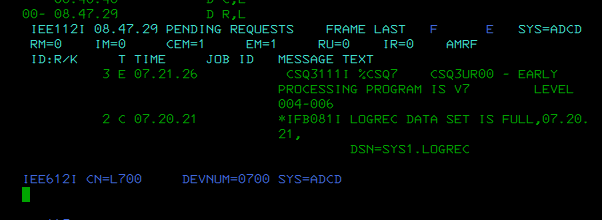 00- 08.47.29 D R,L
IEE112I 08.47.29 PENDING REQUESTS FRAME LAST F E SYS=ADCD
RM=0 IM=0 CEM=1 EM=1 RU=0 IR=0 AMRF
ID:R/K T TIME JOB ID MESSAGE TEXT
3 E 07.21.26 CSQ3111I %CSQ7 CSQ3UR00 - EARLY
PROCESSING PROGRAM IS V7 LEVEL
004-006
2 C 07.20.21 *IFB081I LOGREC DATA SET IS FULL,07.20.
21,
DSN=SYS1.LOGREC
IEE612I CN=L700 DEVNUM=0700 SYS=ADCD